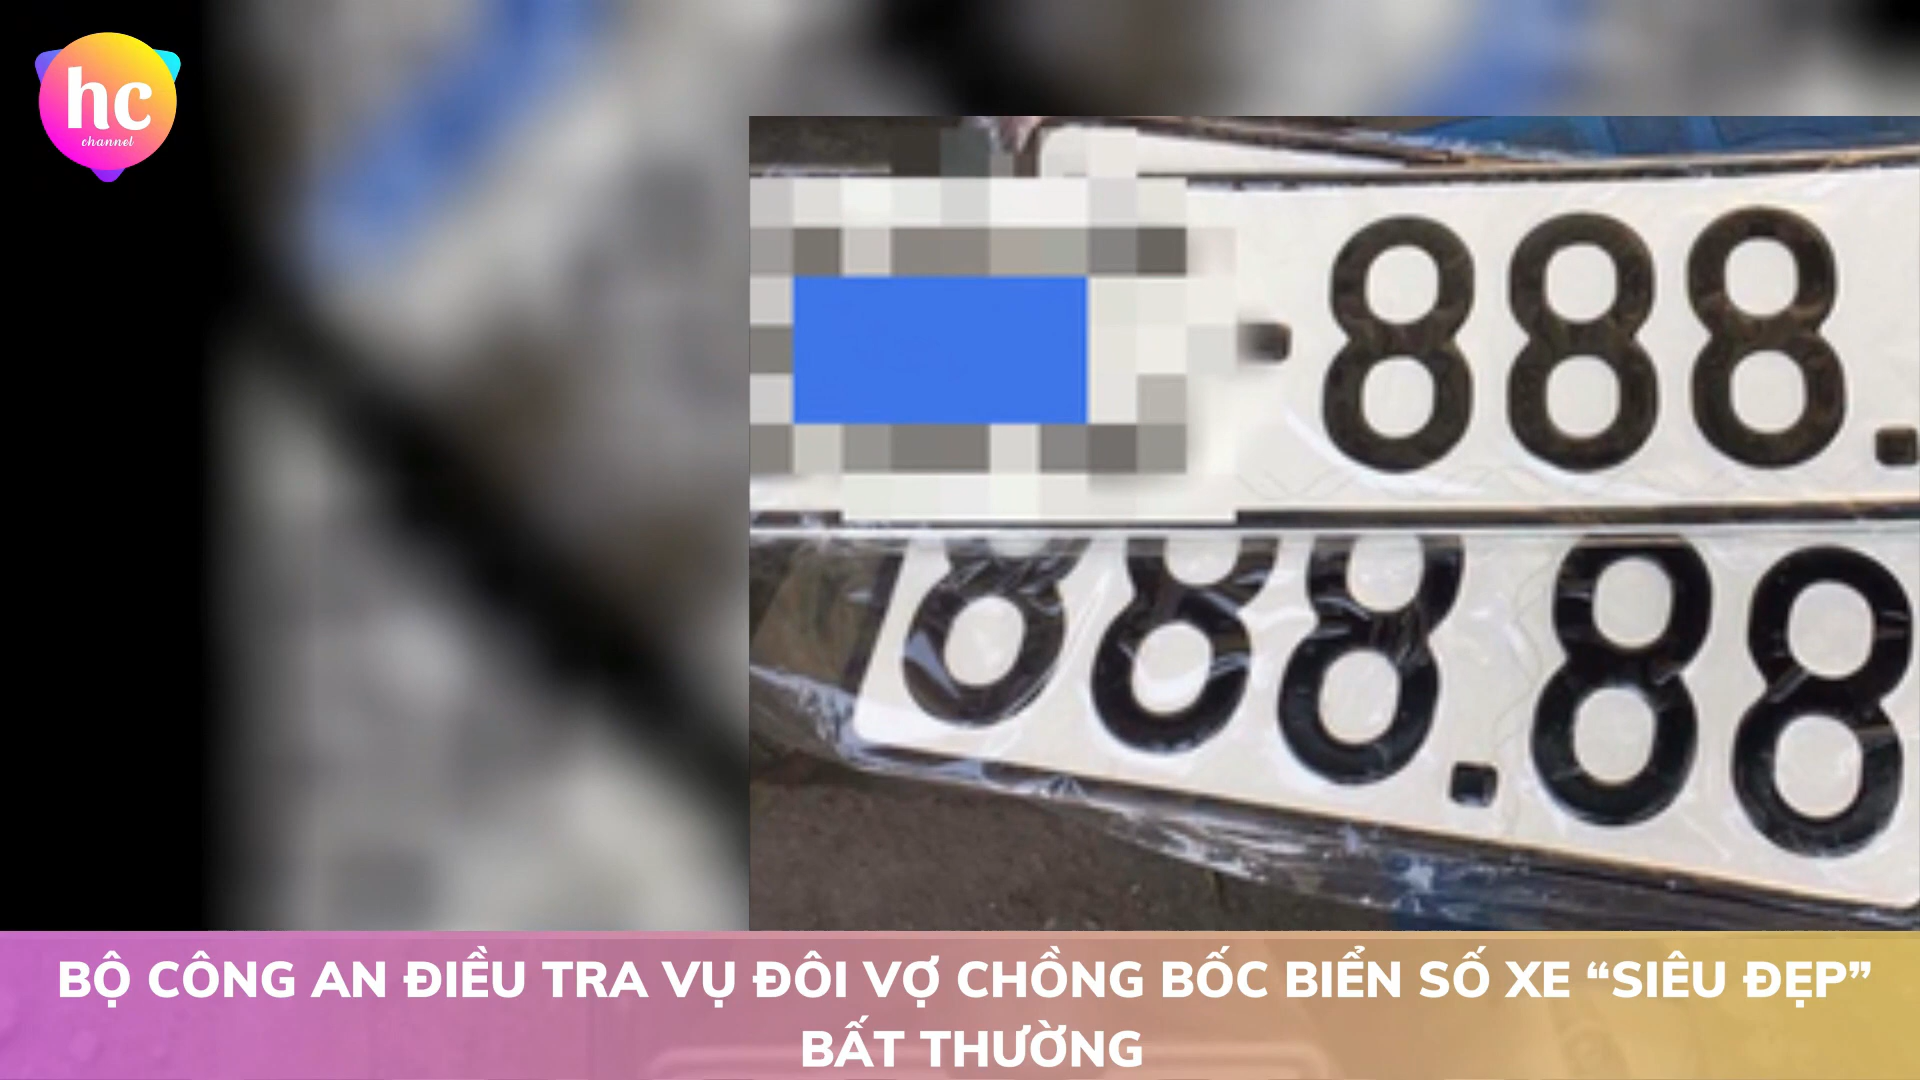 hc
channel
888.
888.88
BỘ CÔNG AN ĐIỀU TRA VỤ ĐÔI VỢ CHỒNG BỐC BIỂN SỐ XE “SIÊU ĐẸP”
BẤT THƯỜNG